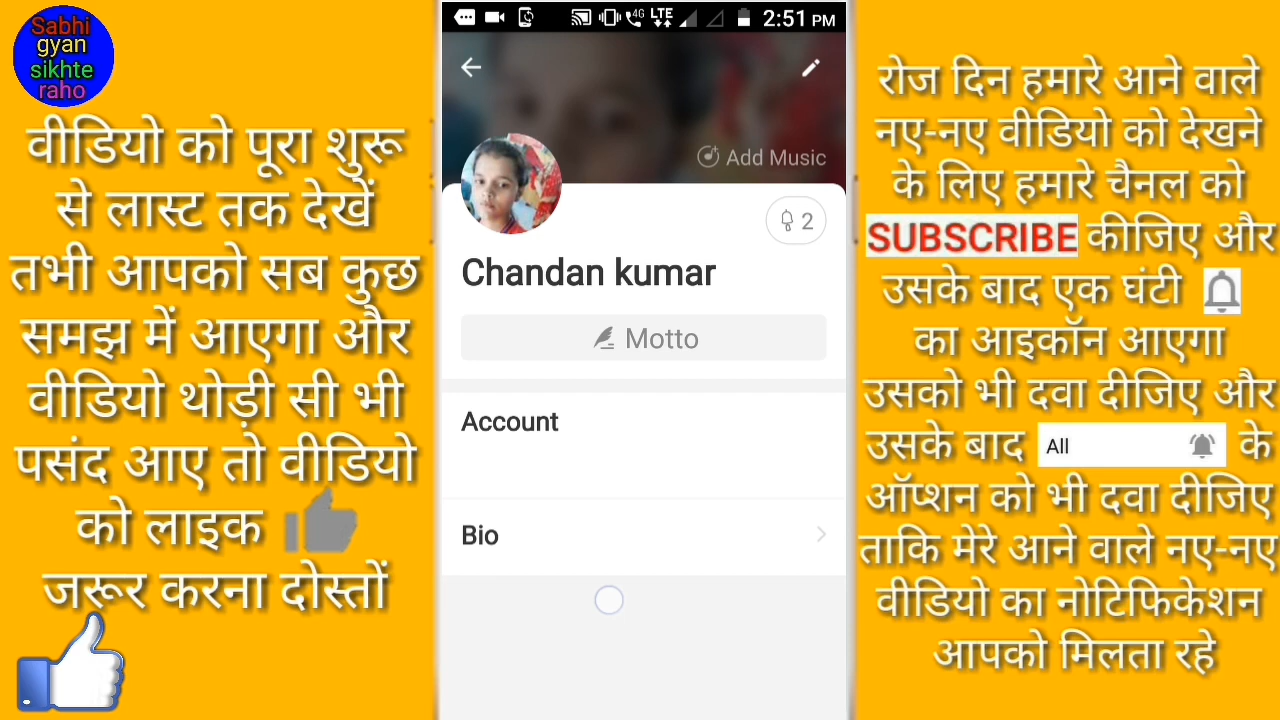 Sabhi
gyan
sikhte
raho
वीडियो को पूरा शुरू
से लास्ट तक देखें
तभी आपको सब कुछ
समझ में आएगा और
वीडियो थोड़ी सी भी
पसंद आए तो वीडियो
को लाइक
जरूर करना दोस्तों
4G LTE 2:51 PM
Add Music
2
Chandan kumar
Motto
Account
Bio
रोज दिन हमारे आने वाले
नए-नए वीडियो को देखने
के लिए हमारे चैनल को
SUBSCRIBE कीजिए और
उसके बाद एक घंटी
का आइकॉन आएगा
उसको भी दवा दीजिए और
उसके बाद All के
ऑप्शन को भी दवा दीजिए
ताकि मेरे आने वाले नए-नए
वीडियो का नोटिफिकेशन
आपको मिलता रहे